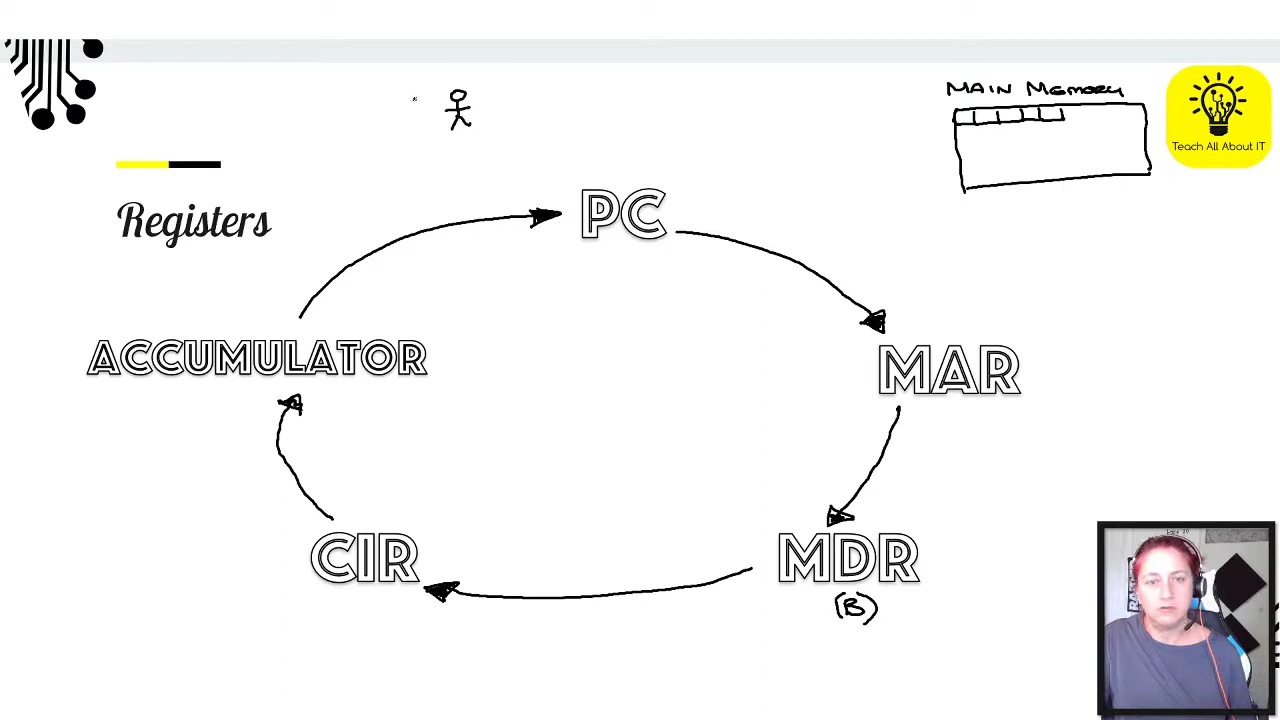 MAIN MEMORY
Teach All About IT
Registers
PC
ACCUMULATOR
MAR
CIR
MDR
(B)